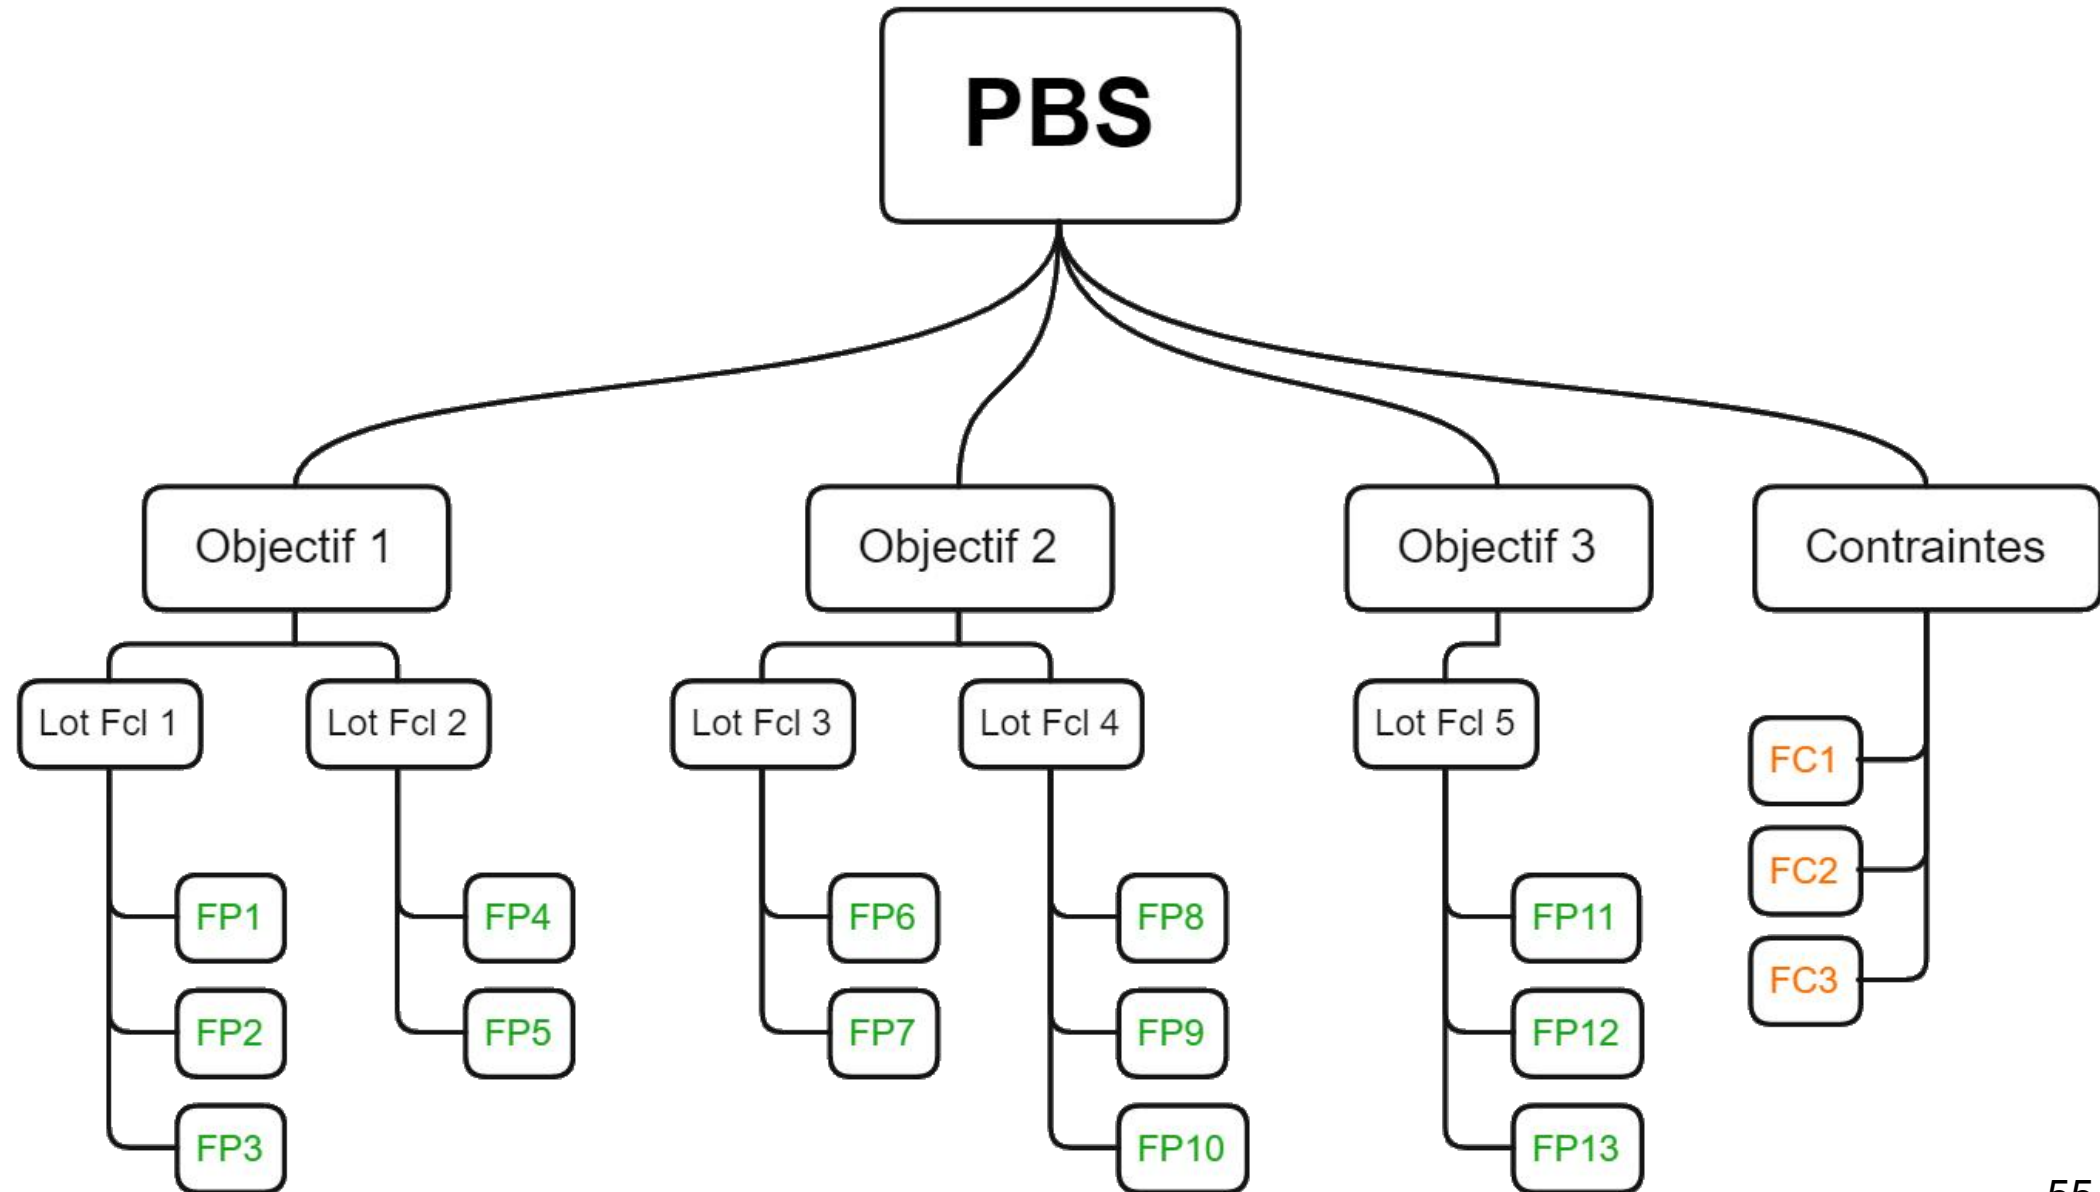 PBS
Objectif 1
Objectif 2
Objectif 3
Contraintes
Lot Fcl 1
Lot Fcl 2
Lot Fcl 3
Lot Fcl 4
Lot Fcl 5
FP1
FP2
FP3
FP4
FP5
FP6
FP7
FP8
FP9
FP10
FP11
FP12
FP13
FC1
FC2
FC3
55